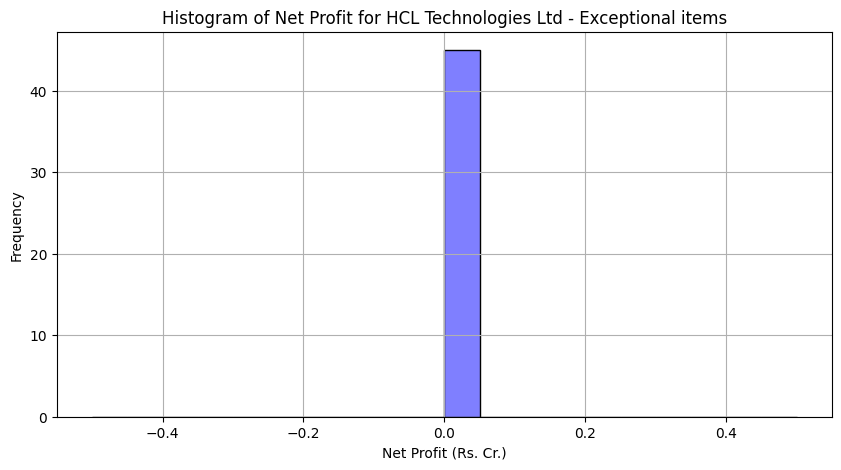 Histogram of Net Profit for HCL Technologies Ltd - Exceptional items
40
30
20
10
0
Frequency
−0.4 −0.2 0.0 0.2 0.4
Net Profit (Rs. Cr.)